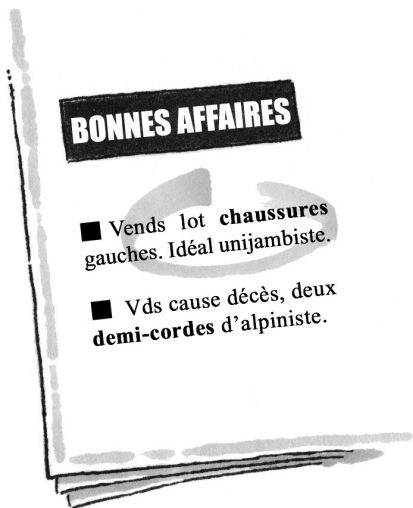 BONNES AFFAIRES
■ Vends lot chaussures
gauches. Idéal unijambiste.
■ Vds cause décès, deux
demi-cordes d'alpiniste.